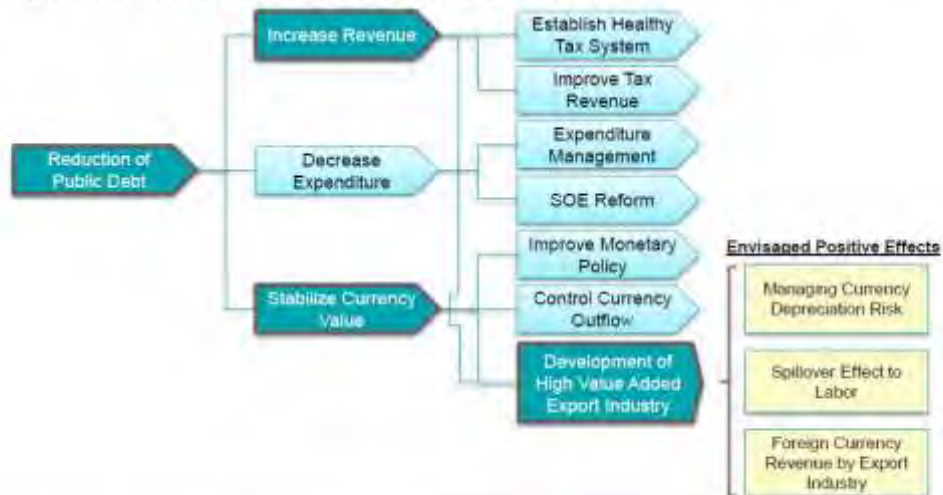 Increase Revenue
Establish Healthy
Tax System
Improve Tax
Revenue
Reduction of
Public Debt
Decrease
Expenditure
Expenditure
Management
SOE Reform
Stabilize Currency
Value
Improve Monetary
Policy
Control Currency
Outflow
Development of
High Value Added
Export Industry
Envisaged Positive Effects
Managing Currency
Depreciation Risk
Spillover Effect to
Labor
Foreign Currency
Revenue by Export
Industry